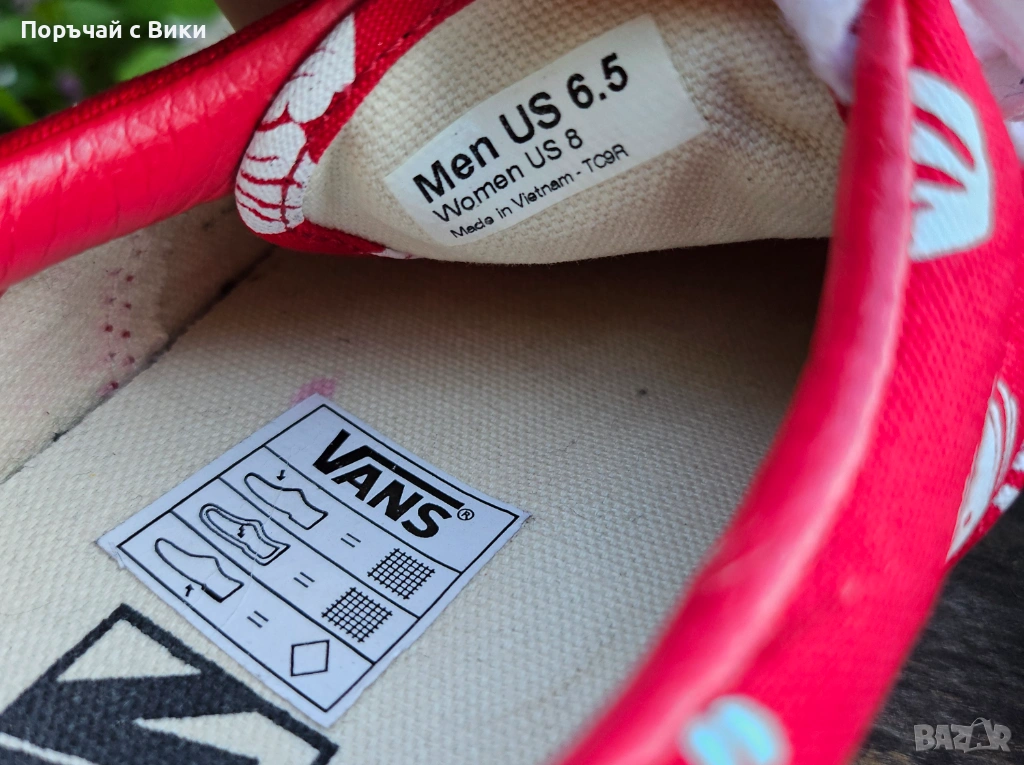 Поръчай с Вики
Men US 6.5
Women US 8
Made in Vietnam - TC9R
VANS®
=
=
=
BAZAR